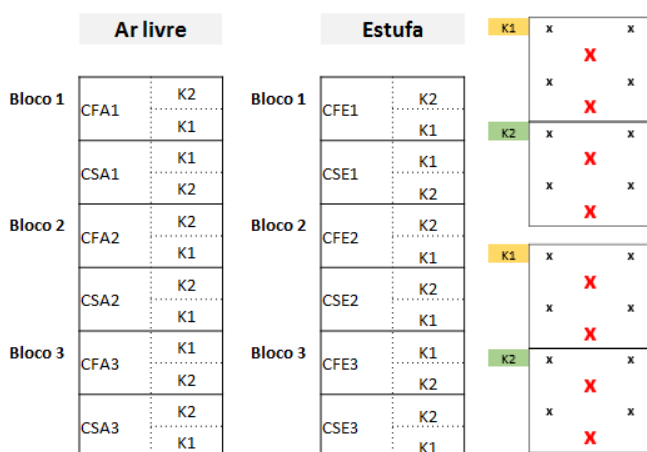 Ar livre
Bloco 1
CFA1
K2
K1
CSA1
K1
K2
Bloco 2
CFA2
K2
K1
CSA2
K2
K1
Bloco 3
CFA3
K1
K2
CSA3
K2
K1
Estufa
Bloco 1
CFE1
K2
K1
CSE1
K1
K2
Bloco 2
CFE2
K2
K1
CSE2
K2
K1
Bloco 3
CFE3
K1
K2
CSE3
K2
K1
K1
x x
X
x x
X
K2
x x
X
x x
X
K1
x x
X
x x
X
K2
x x
X
x x
X